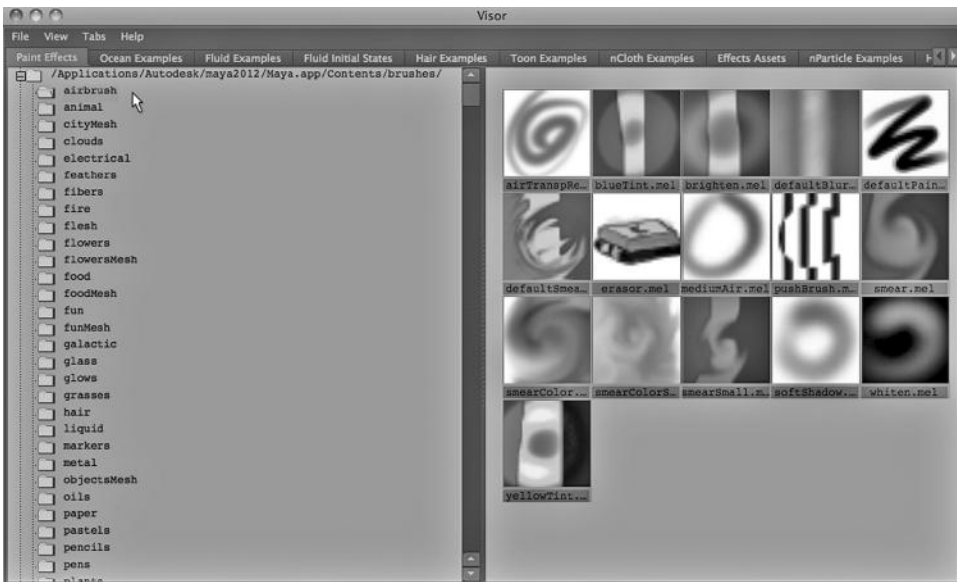 Visor
File View Tabs Help
Paint Effects Ocean Examples Fluid Examples Fluid Initial States Hair Examples Toon Examples nCloth Examples Effects Assets nParticle Examples H
/Applications/Autodesk/maya2012/Maya.app/Contents/brushes/
airbrush
animal
cityMesh
clouds
electrical
feathers
fibers
fire
flesh
flowers
flowersMesh
food
foodMesh
fun
funMesh
galactic
glass
glows
grasses
hair
liquid
markers
metal
objectsMesh
oils
paper
pastels
pencils
pens
plants
airTranspRe… blueTint.mel brighten.mel defaultBlur… defaultPain…
defaultSmea… erasor.mel mediumAir.mel pushBrush.m… smear.mel
smearColor.… smearColorS… smearSmall.m… softShadow.… whiten.mel
yellowTint.…